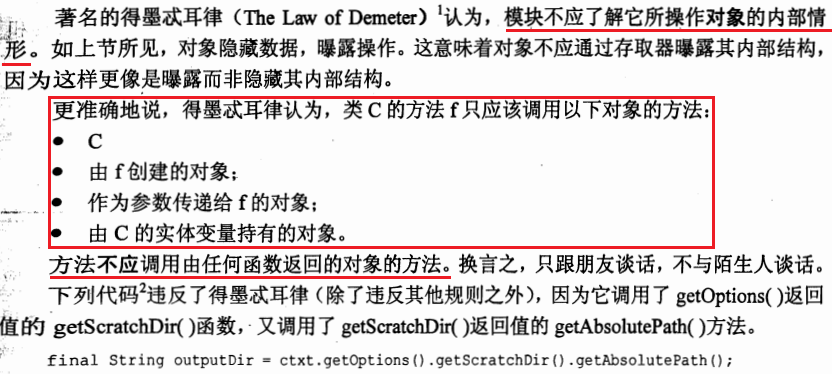 著名的得墨忒耳律（The Law of Demeter）1认为，模块不应了解它所操作对象的内部情
形。如上节所见，对象隐藏数据，曝露操作。这意味着对象不应通过存取器曝露其内部结构，
因为这样更像是曝露而非隐藏其内部结构。
更准确地说，得墨忒耳律认为，类 C 的方法 f 只应该调用以下对象的方法：
● C
● 由 f 创建的对象；
● 作为参数传递给 f 的对象；
● 由 C 的实体变量持有的对象。
方法不应调用由任何函数返回的对象的方法。换言之，只跟朋友谈话，不与陌生人谈话。
下列代码2违反了得墨忒耳律（除了违反其他规则之外），因为它调用了 getOptions( )返回
值的 getScratchDir( )函数，又调用了 getScratchDir( )返回值的 getAbsolutePath( )方法。
final String outputDir = ctxt.getOptions().getScratchDir().getAbsolutePath();